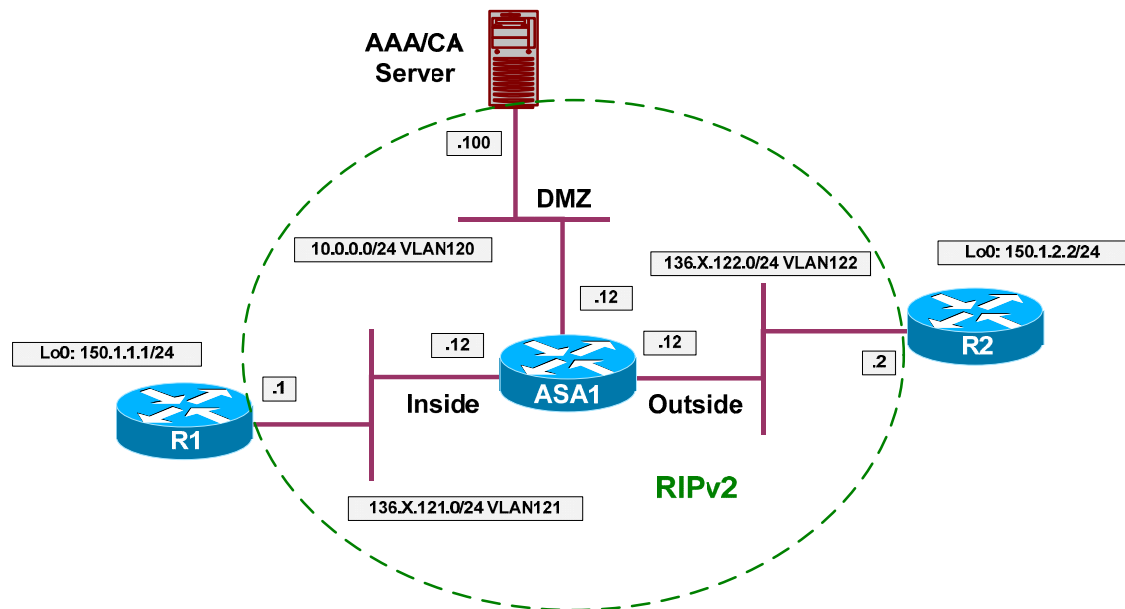 AAA/CA
Server
.100
DMZ
10.0.0.0/24 VLAN120
136.X.122.0/24 VLAN122
Lo0: 150.1.2.2/24
.12
Lo0: 150.1.1.1/24
.12
.12
.2
R2
.1
Inside
ASA1
Outside
R1
RIPv2
136.X.121.0/24 VLAN121